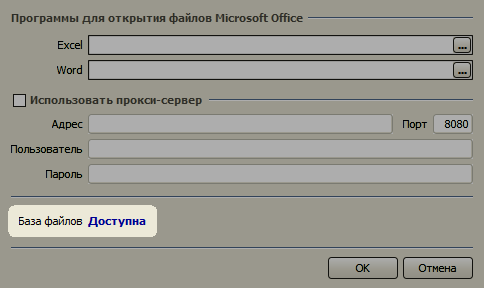 Программы для открытия файлов Microsoft Office
Excel ...
Word ...
Использовать прокси-сервер
Адрес Порт 8080
Пользователь
Пароль
База файлов Доступна
OK Отмена